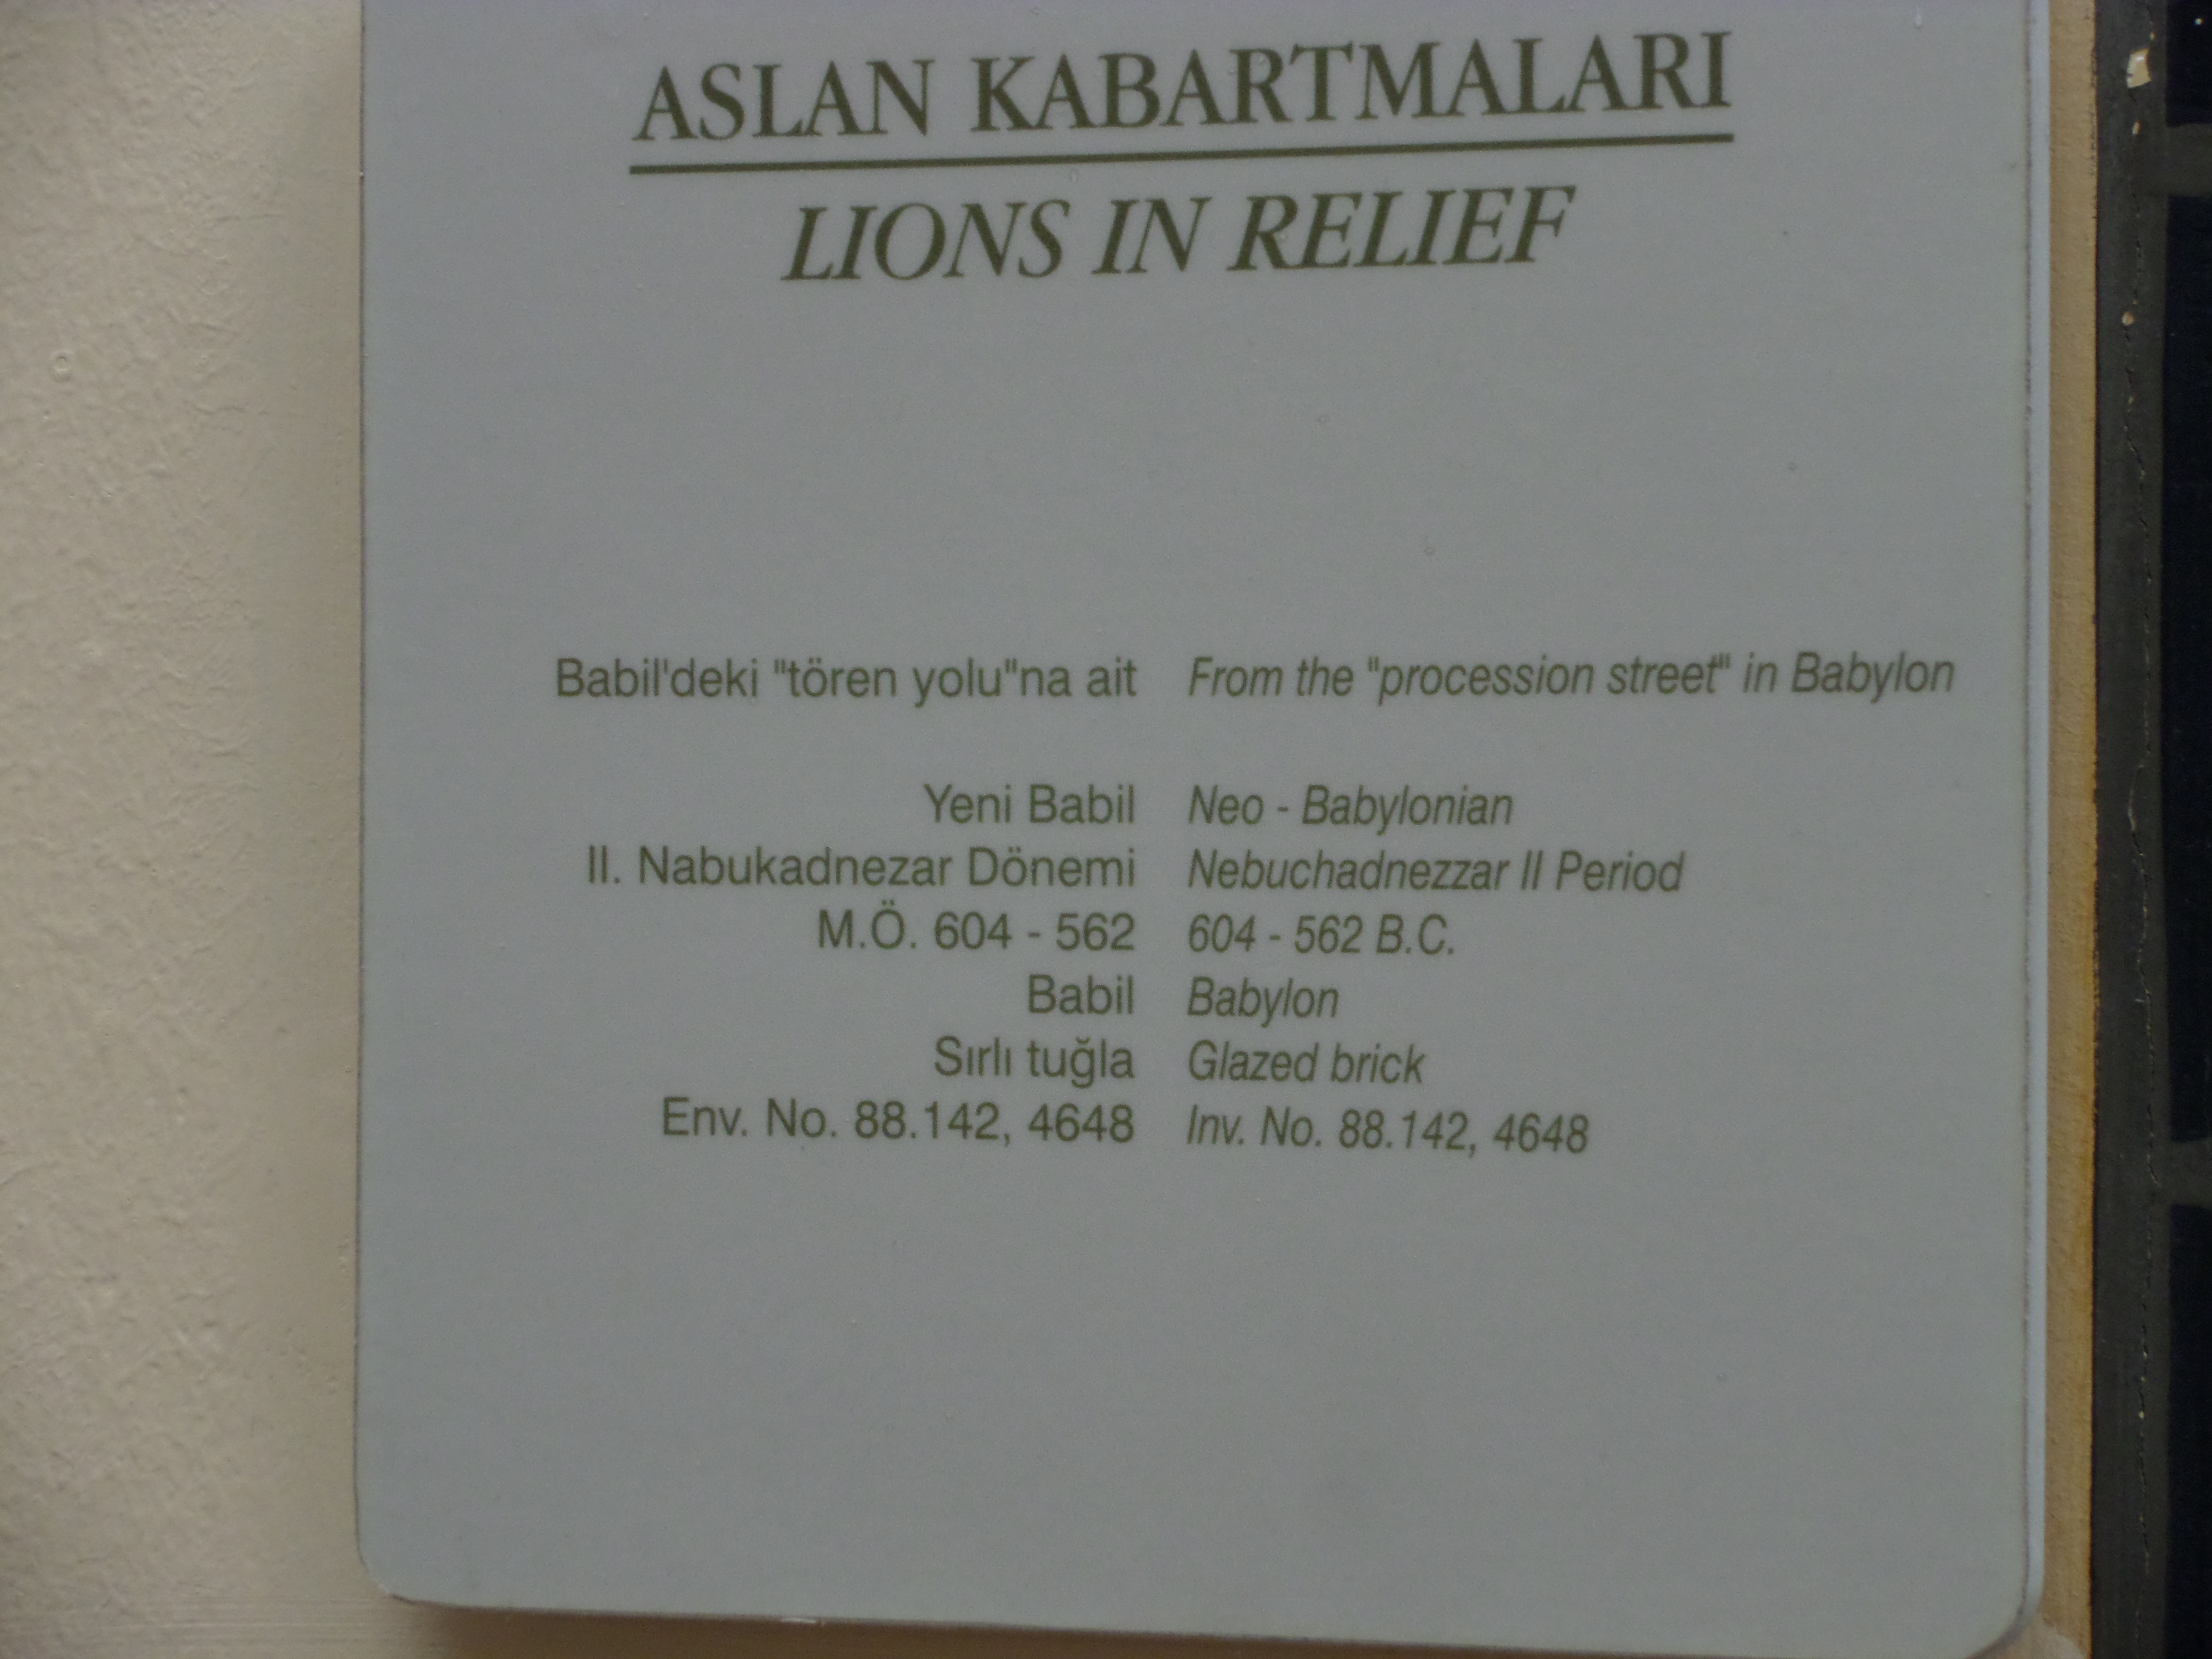 ASLAN KABARTMALARI
LIONS IN RELIEF
Babil'deki "tören yolu"na ait From the "procession street" in Babylon
Yeni Babil Neo - Babylonian
II. Nabukadnezar Dönemi Nebuchadnezzar II Period
M.Ö. 604 - 562 604 - 562 B.C.
Babil Babylon
Sırlı tuğla Glazed brick
Env. No. 88.142, 4648 Inv. No. 88.142, 4648